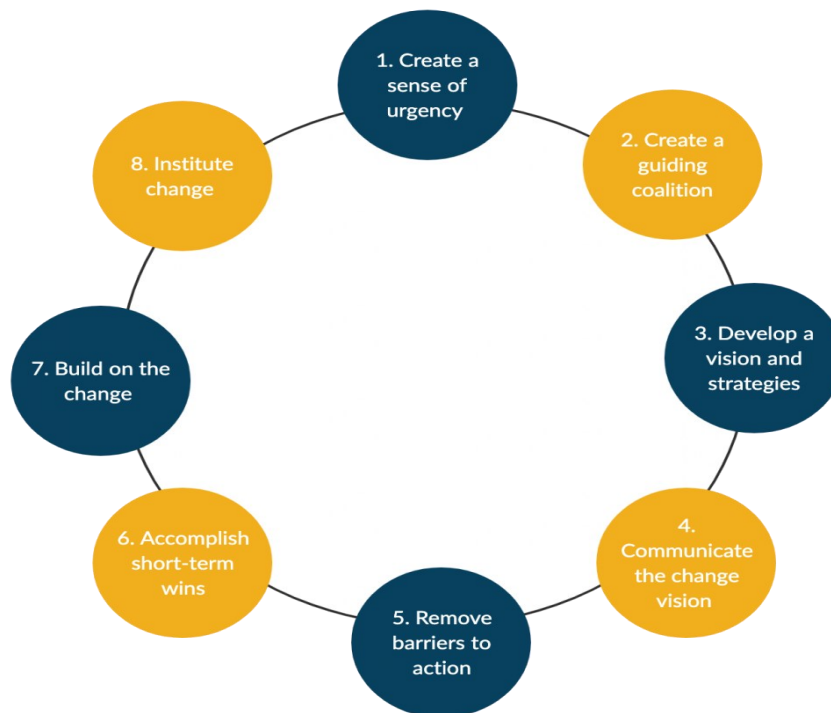 1. Create a
sense of
urgency
2. Create a
guiding
coalition
3. Develop a
vision and
strategies
4.
Communicate
the change
vision
5. Remove
barriers to
action
6. Accomplish
short-term
wins
7. Build on the
change
8. Institute
change